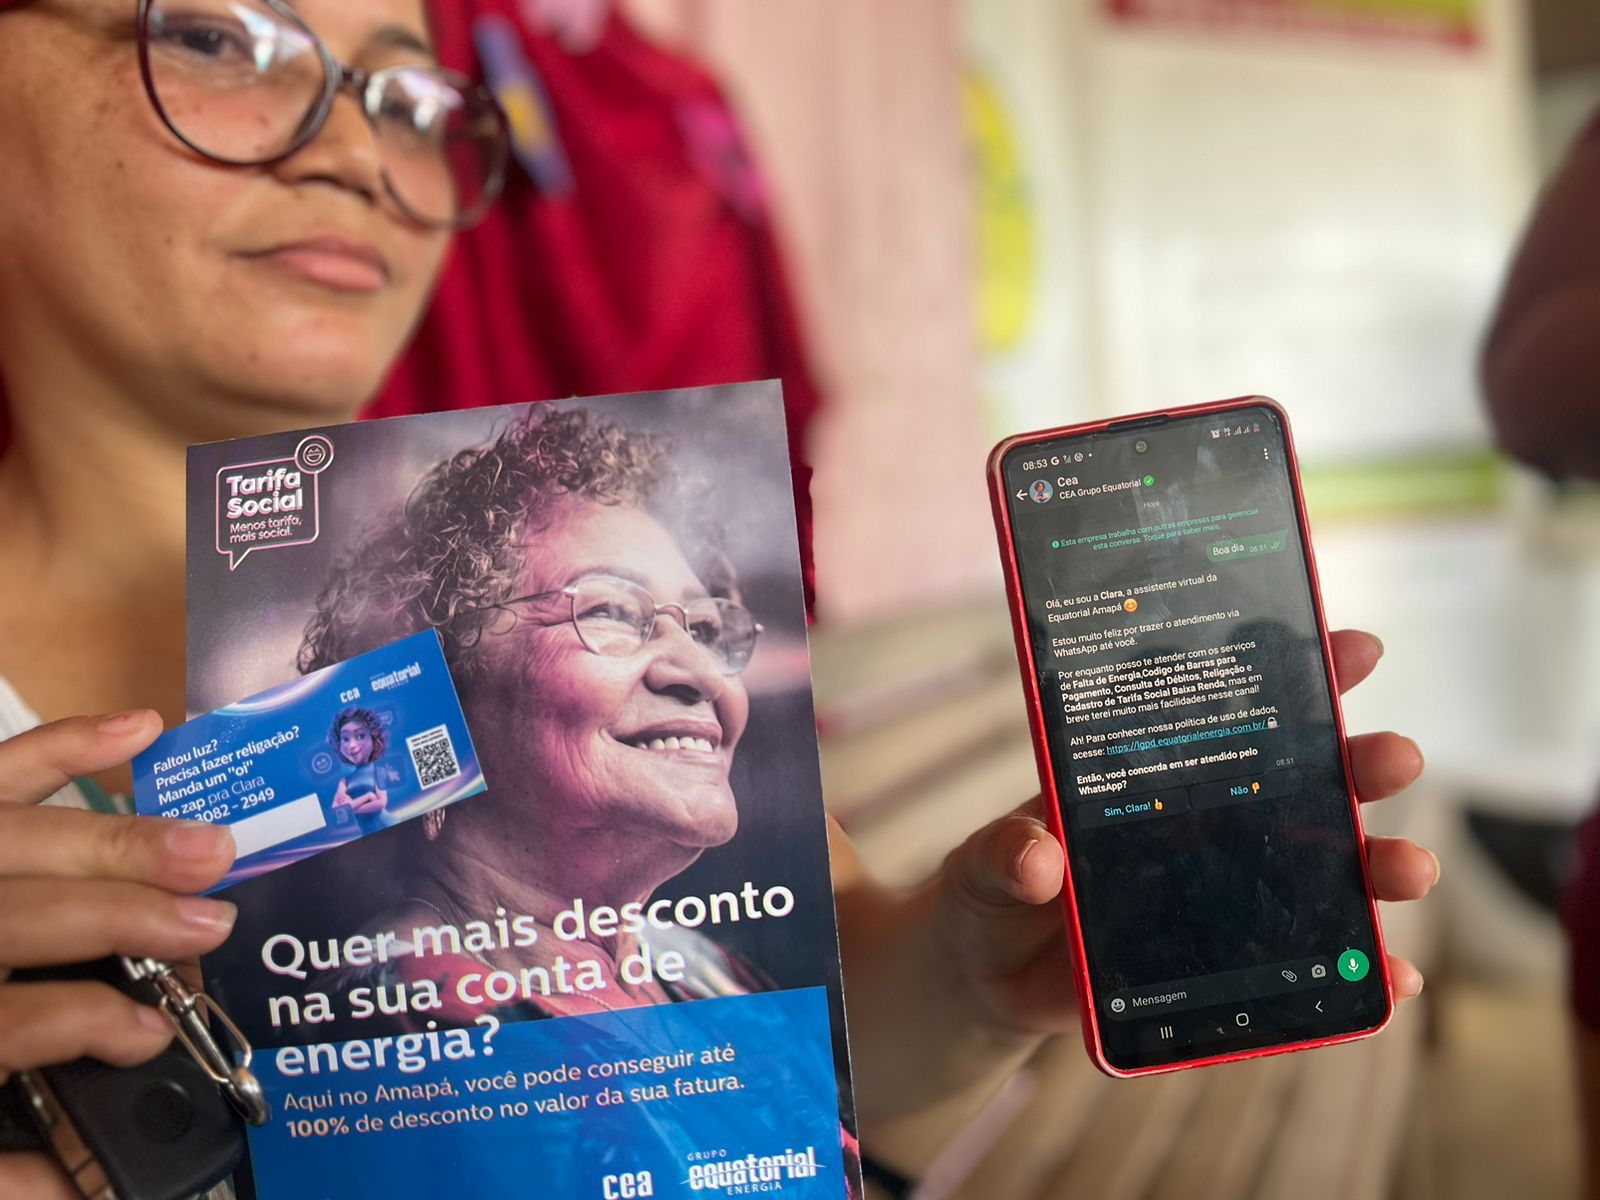 Tarifa
Social
Menos tarifa,
mais social.
cea
GRUPO
equatorial
ENERGIA
Faltou luz?
Precisa fazer religação?
Manda um "oi"
no zap pra Clara
3082 - 2949
Quer mais desconto
na sua conta de
energia?
Aqui no Amapá, você pode conseguir até
100% de desconto no valor da sua fatura.
cea
GRUPO
equatorial
ENERGIA
08:53
Cea
CEA Grupo Equatorial
Hoje
Esta empresa trabalha com outras empresas para gerenciar
esta conversa. Toque para saber mais.
Boa dia 08:51
Olá, eu sou a Clara, a assistente virtual da
Equatorial Amapá 😊
Estou muito feliz por trazer o atendimento via
WhatsApp até você.
Por enquanto posso te atender com os serviços
de Falta de Energia,Codigo de Barras para
Pagamento, Consulta de Débitos, Religação e
Cadastro de Tarifa Social Baixa Renda, mas em
breve terei muito mais facilidades nesse canal!
Ah! Para conhecer nossa política de uso de dados,
acesse: https://lgpd.equatorialenergia.com.br/
Então, você concorda em ser atendido pelo
WhatsApp?
08:51
Sim, Clara! 👆
Não 👎
Mensagem